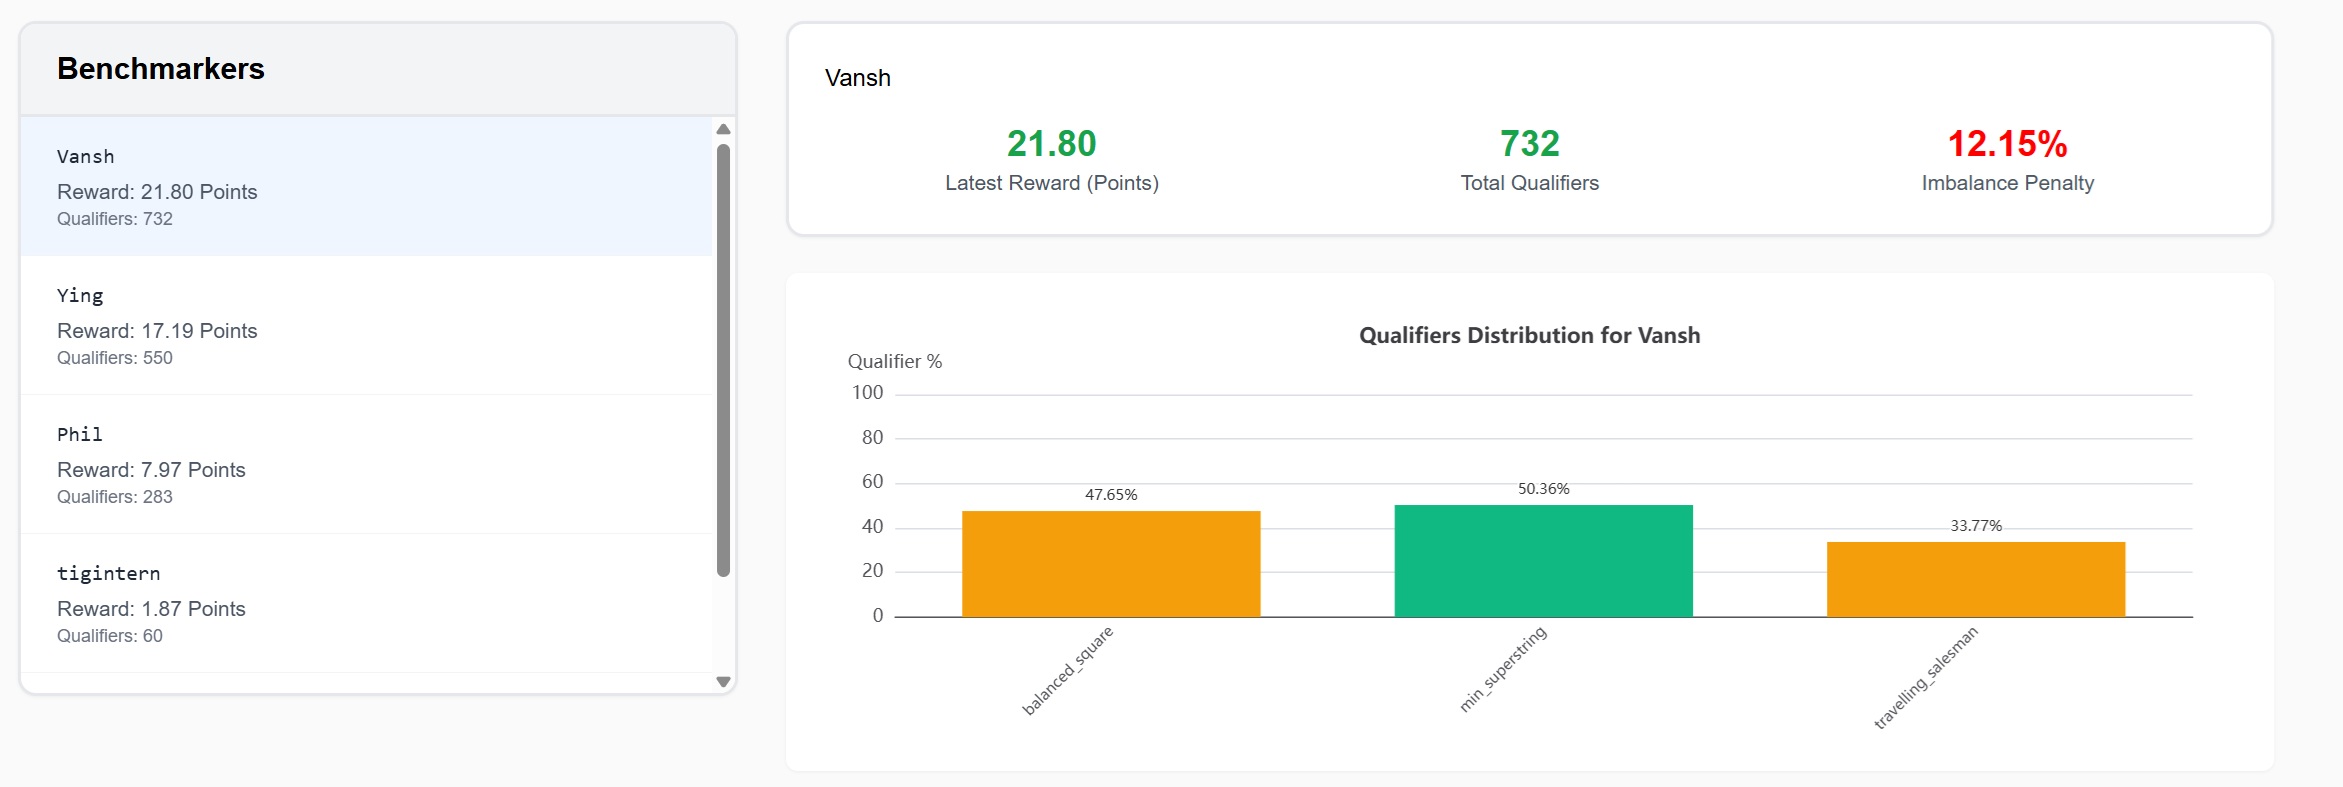 Benchmarkers
Vansh
Reward: 21.80 Points
Qualifiers: 732
Ying
Reward: 17.19 Points
Qualifiers: 550
Phil
Reward: 7.97 Points
Qualifiers: 283
tigintern
Reward: 1.87 Points
Qualifiers: 60
Vansh
21.80
Latest Reward (Points)
732
Total Qualifiers
12.15%
Imbalance Penalty
Qualifiers Distribution for Vansh
Qualifier %
100
80
60
40
20
0
47.65%
50.36%
33.77%
balanced_square
min_superstring
travelling_salesman